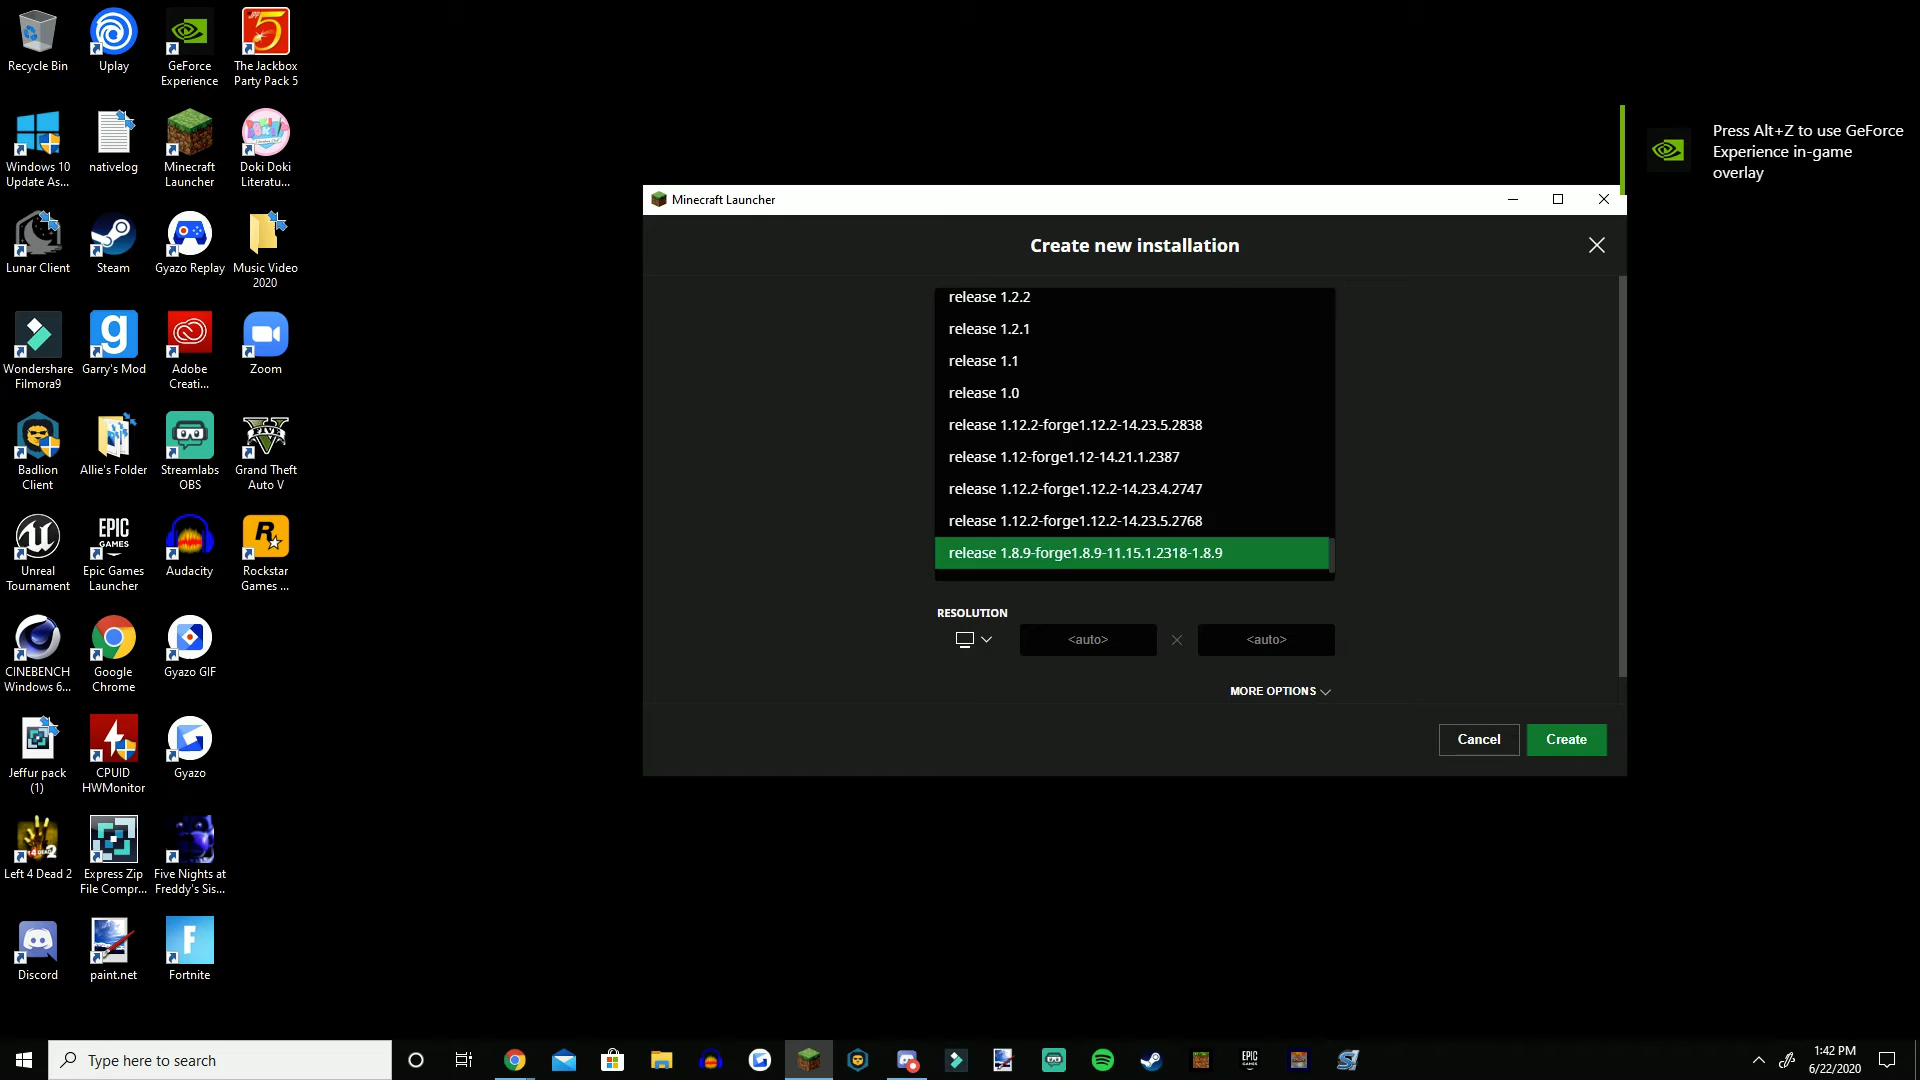 Recycle Bin
Uplay
GeForce
Experience
The Jackbox
Party Pack 5
Windows 10
Update As...
nativelog
Minecraft
Launcher
Doki Doki
Literatu...
Lunar Client
Steam
Gyazo Replay
Music Video
2020
Wondershare
Filmora9
Garry's Mod
Adobe
Creati...
Zoom
Badlion
Client
Allie's Folder
Streamlabs
OBS
Grand Theft
Auto V
Unreal
Tournament
EPIC
GAMES
Epic Games
Launcher
Audacity
Rockstar
Games ...
CINEBENCH
Windows 6...
Google
Chrome
Gyazo GIF
Jeffur pack
(1)
CPUID
HWMonitor
Gyazo
Left 4 Dead 2
Express Zip
File Compr...
Five Nights at
Freddy's Sis...
Discord
paint.net
Fortnite
Press Alt+Z to use GeForce
Experience in-game
overlay
Minecraft Launcher
Create new installation
release 1.2.2
release 1.2.1
release 1.1
release 1.0
release 1.12.2-forge1.12.2-14.23.5.2838
release 1.12-forge1.12-14.21.1.2387
release 1.12.2-forge1.12.2-14.23.4.2747
release 1.12.2-forge1.12.2-14.23.5.2768
release 1.8.9-forge1.8.9-11.15.1.2318-1.8.9
RESOLUTION
<auto>
<auto>
MORE OPTIONS
Cancel
Create
Type here to search
EPIC
GAMES
1:42 PM
6/22/2020